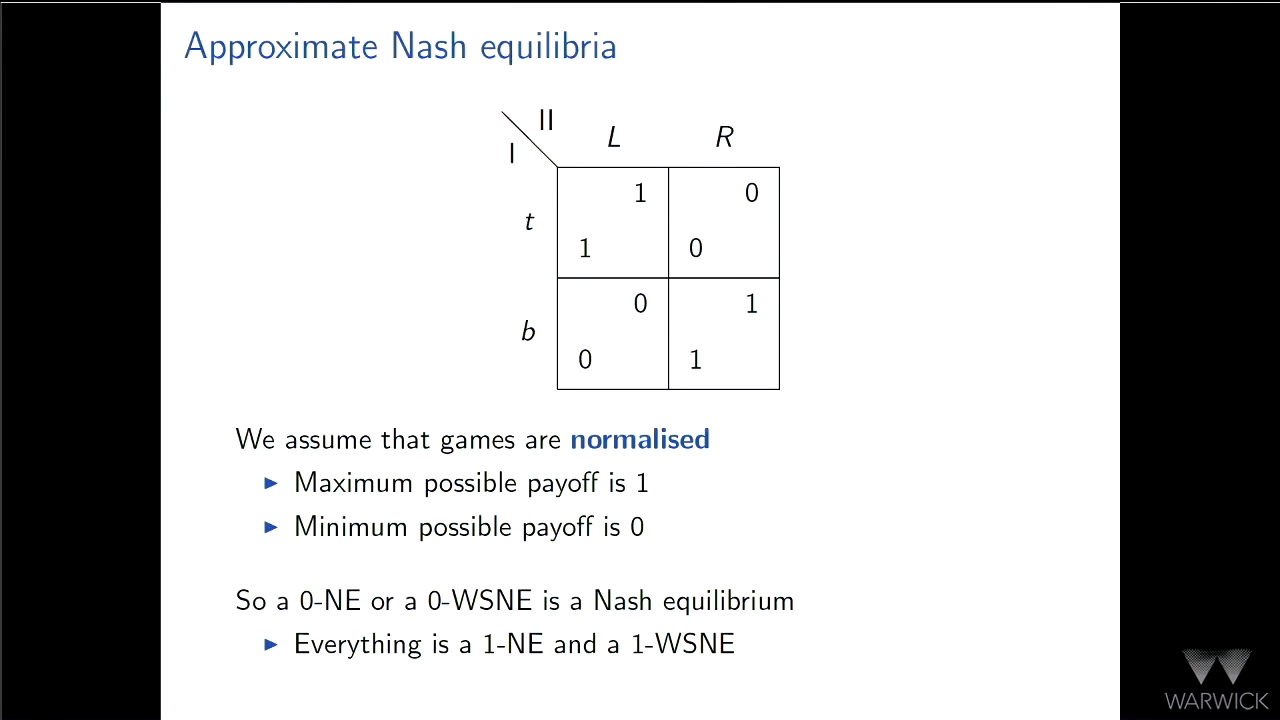 Approximate Nash equilibria
II
I
L R
t
1 0
1 0
b
0 1
0 1
We assume that games are normalised
▶ Maximum possible payoff is 1
▶ Minimum possible payoff is 0
So a 0-NE or a 0-WSNE is a Nash equilibrium
▶ Everything is a 1-NE and a 1-WSNE
WARWICK